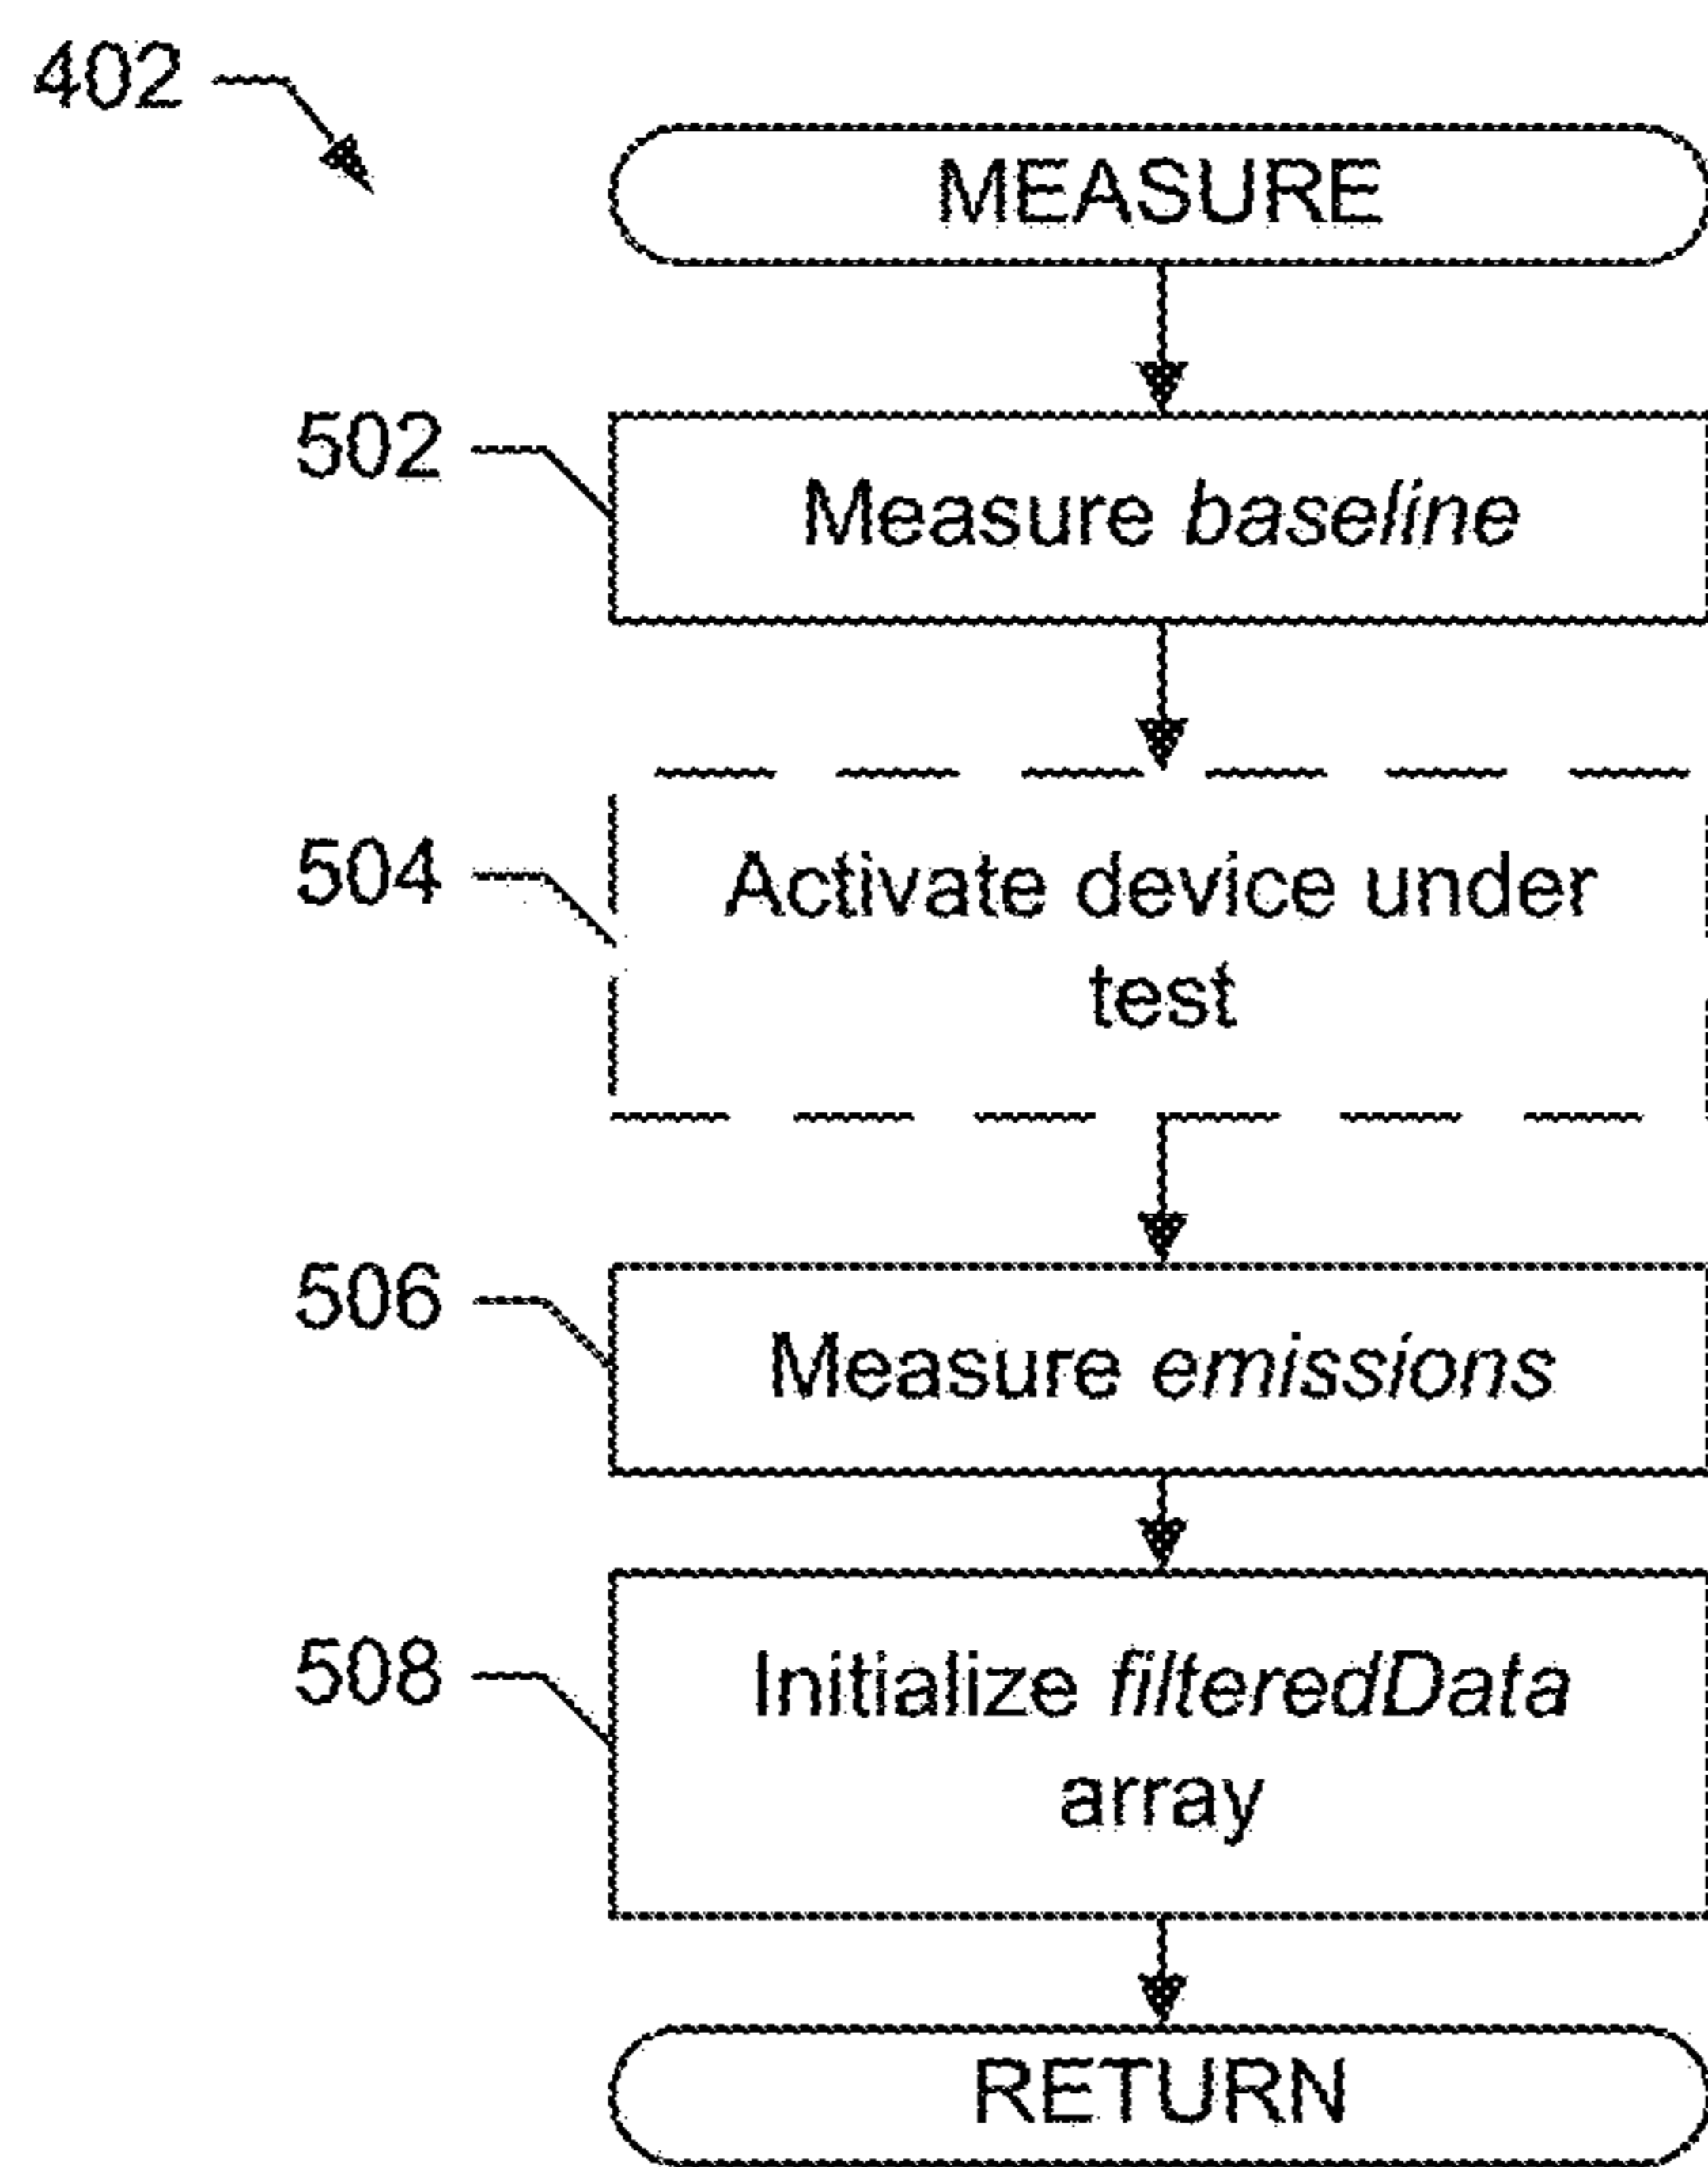 402
MEASURE
502
Measure baseline
504
Activate device under
test
506
Measure emissions
508
Initialize filteredData
array
RETURN